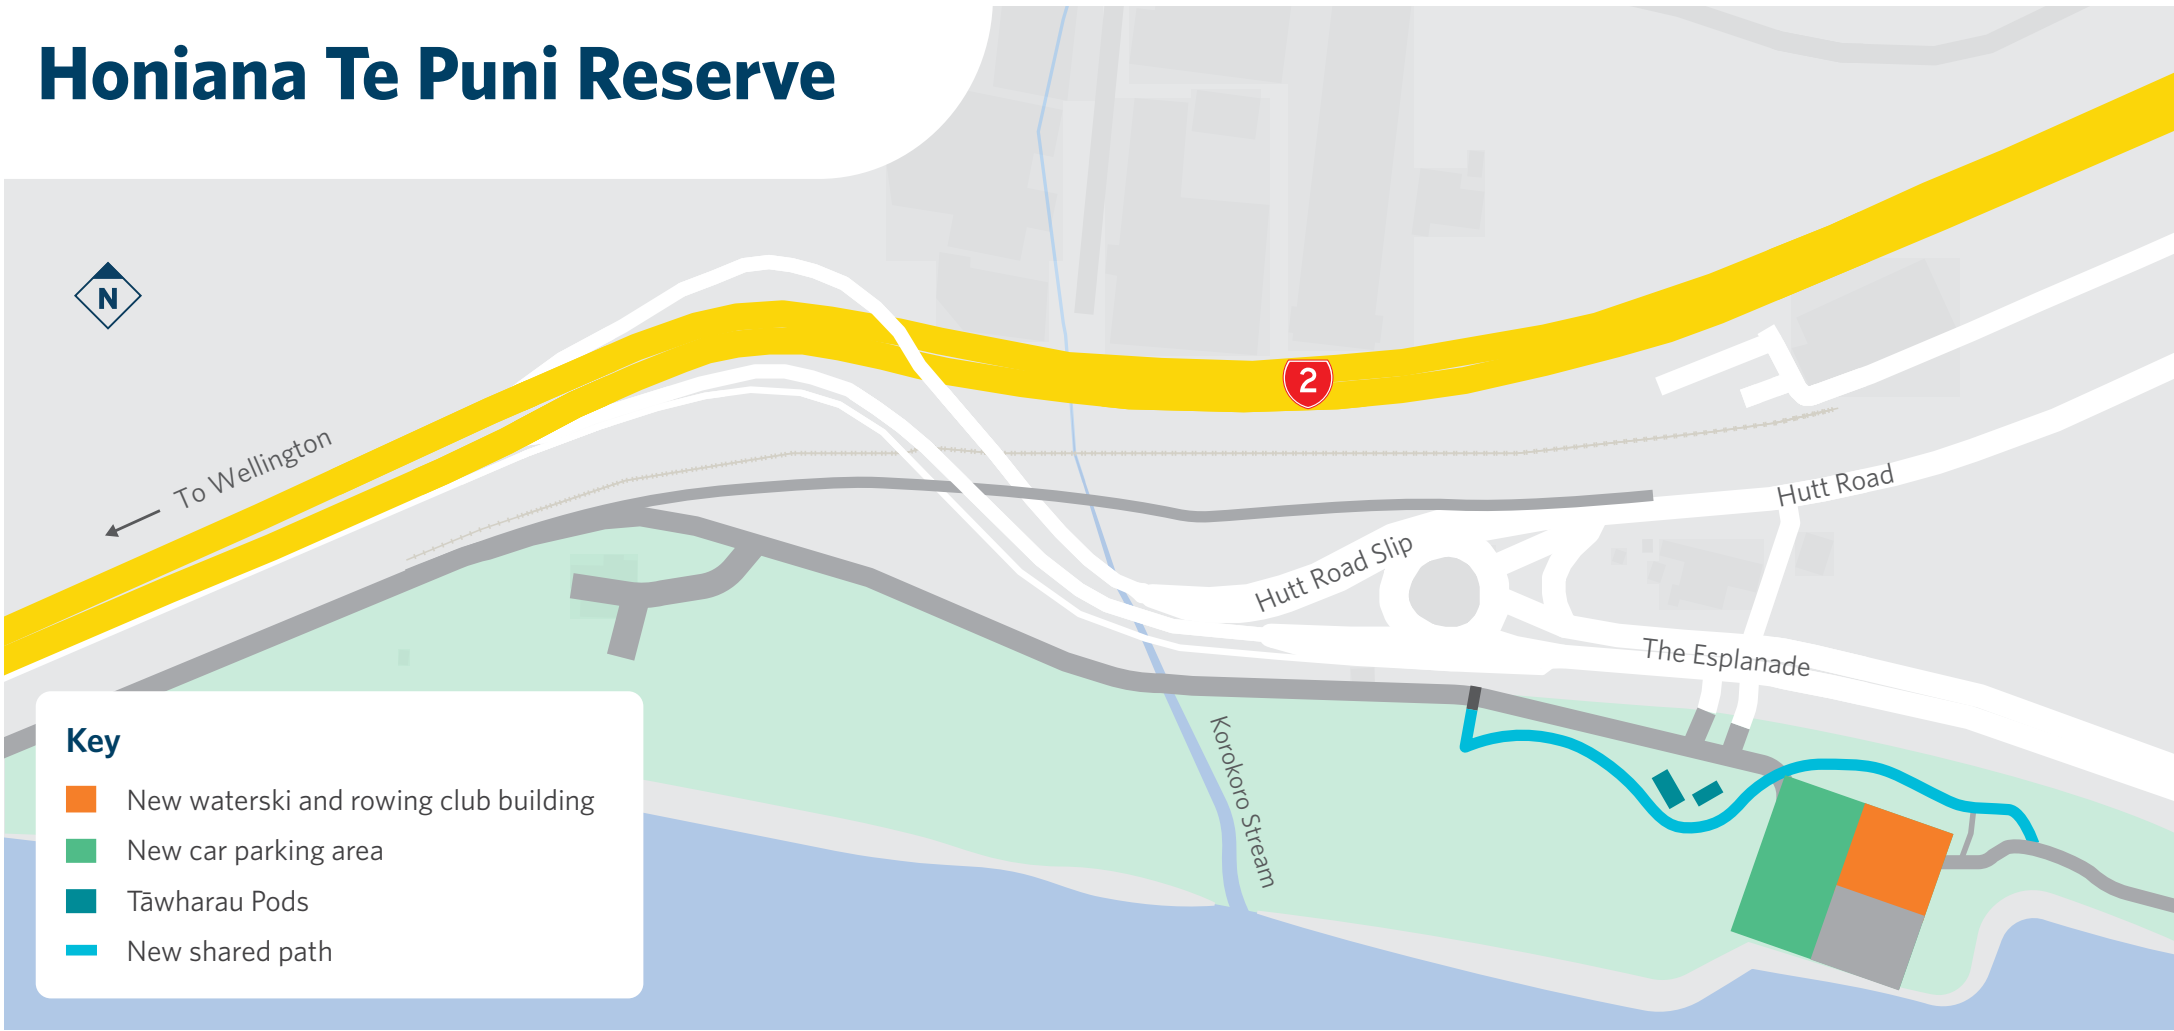 Honiana Te Puni Reserve
N
To Wellington
2
Hutt Road
Hutt Road Slip
The Esplanade
Korokoro Stream
Key
New waterski and rowing club building
New car parking area
Tāwharau Pods
New shared path